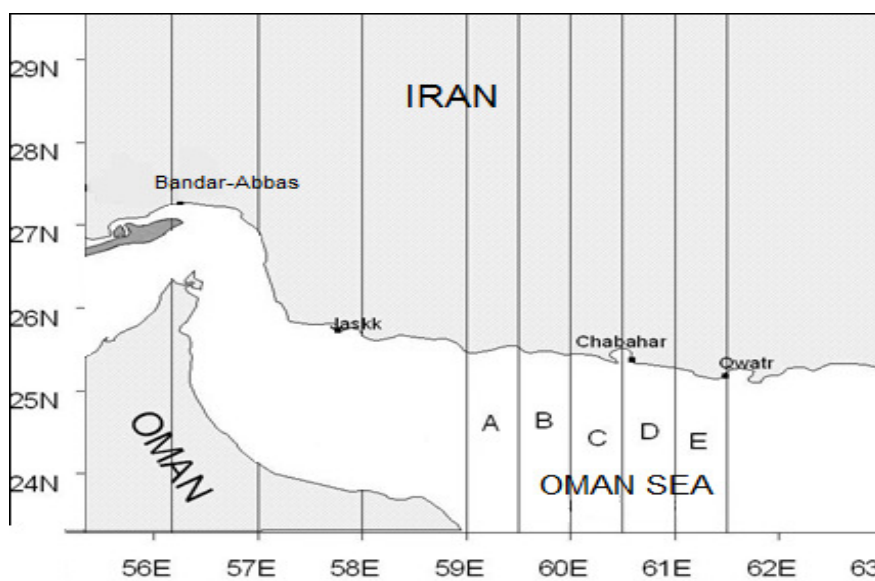 29N
IRAN
28N
Bandar-Abbas
27N
26N
Jaskk
Chabahar
Qwatr
25N
A
B
C
D
E
OMAN
24N
OMAN SEA
56E 57E 58E 59E 60E 61E 62E 63